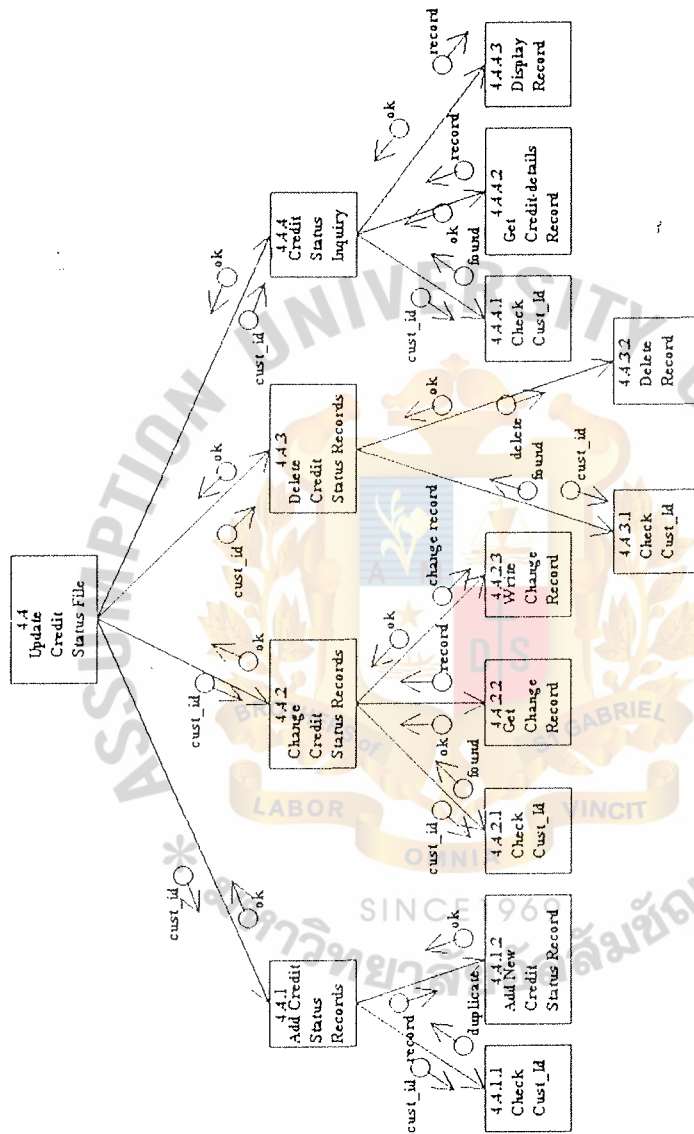 4.4
Update
Credit
Status File
cust_id
ok
cust_id
ok
cust_id
ok
cust_id
ok
4.4.1
Add Credit
Status
Records
4.4.2
Change
Credit
Status Records
4.4.3
Delete
Credit
Status Records
4.4.4
Credit
Status
Inquiry
cust_id
duplicate
record
ok
cust_id
found
ok
record
ok
change record
cust_id
found
delete
ok
cust_id
found
ok
record
ok
record
4.4.1.1
Check
Cust_Id
4.4.1.2
Add New
Credit
Status Record
4.4.2.1
Check
Cust_Id
4.4.2.2
Get
Change
Record
4.4.2.3
Write
Change
Record
4.4.3.1
Check
Cust_Id
4.4.3.2
Delete
Record
4.4.4.1
Check
Cust_Id
4.4.4.2
Get
Credit-details
Record
4.4.4.3
Display
Record
ASSUMPTION UNIVERSITY
BROTHERS OF
ST GABRIEL
LABOR
OMNIA
VINCIT
D S
SINCE 1969